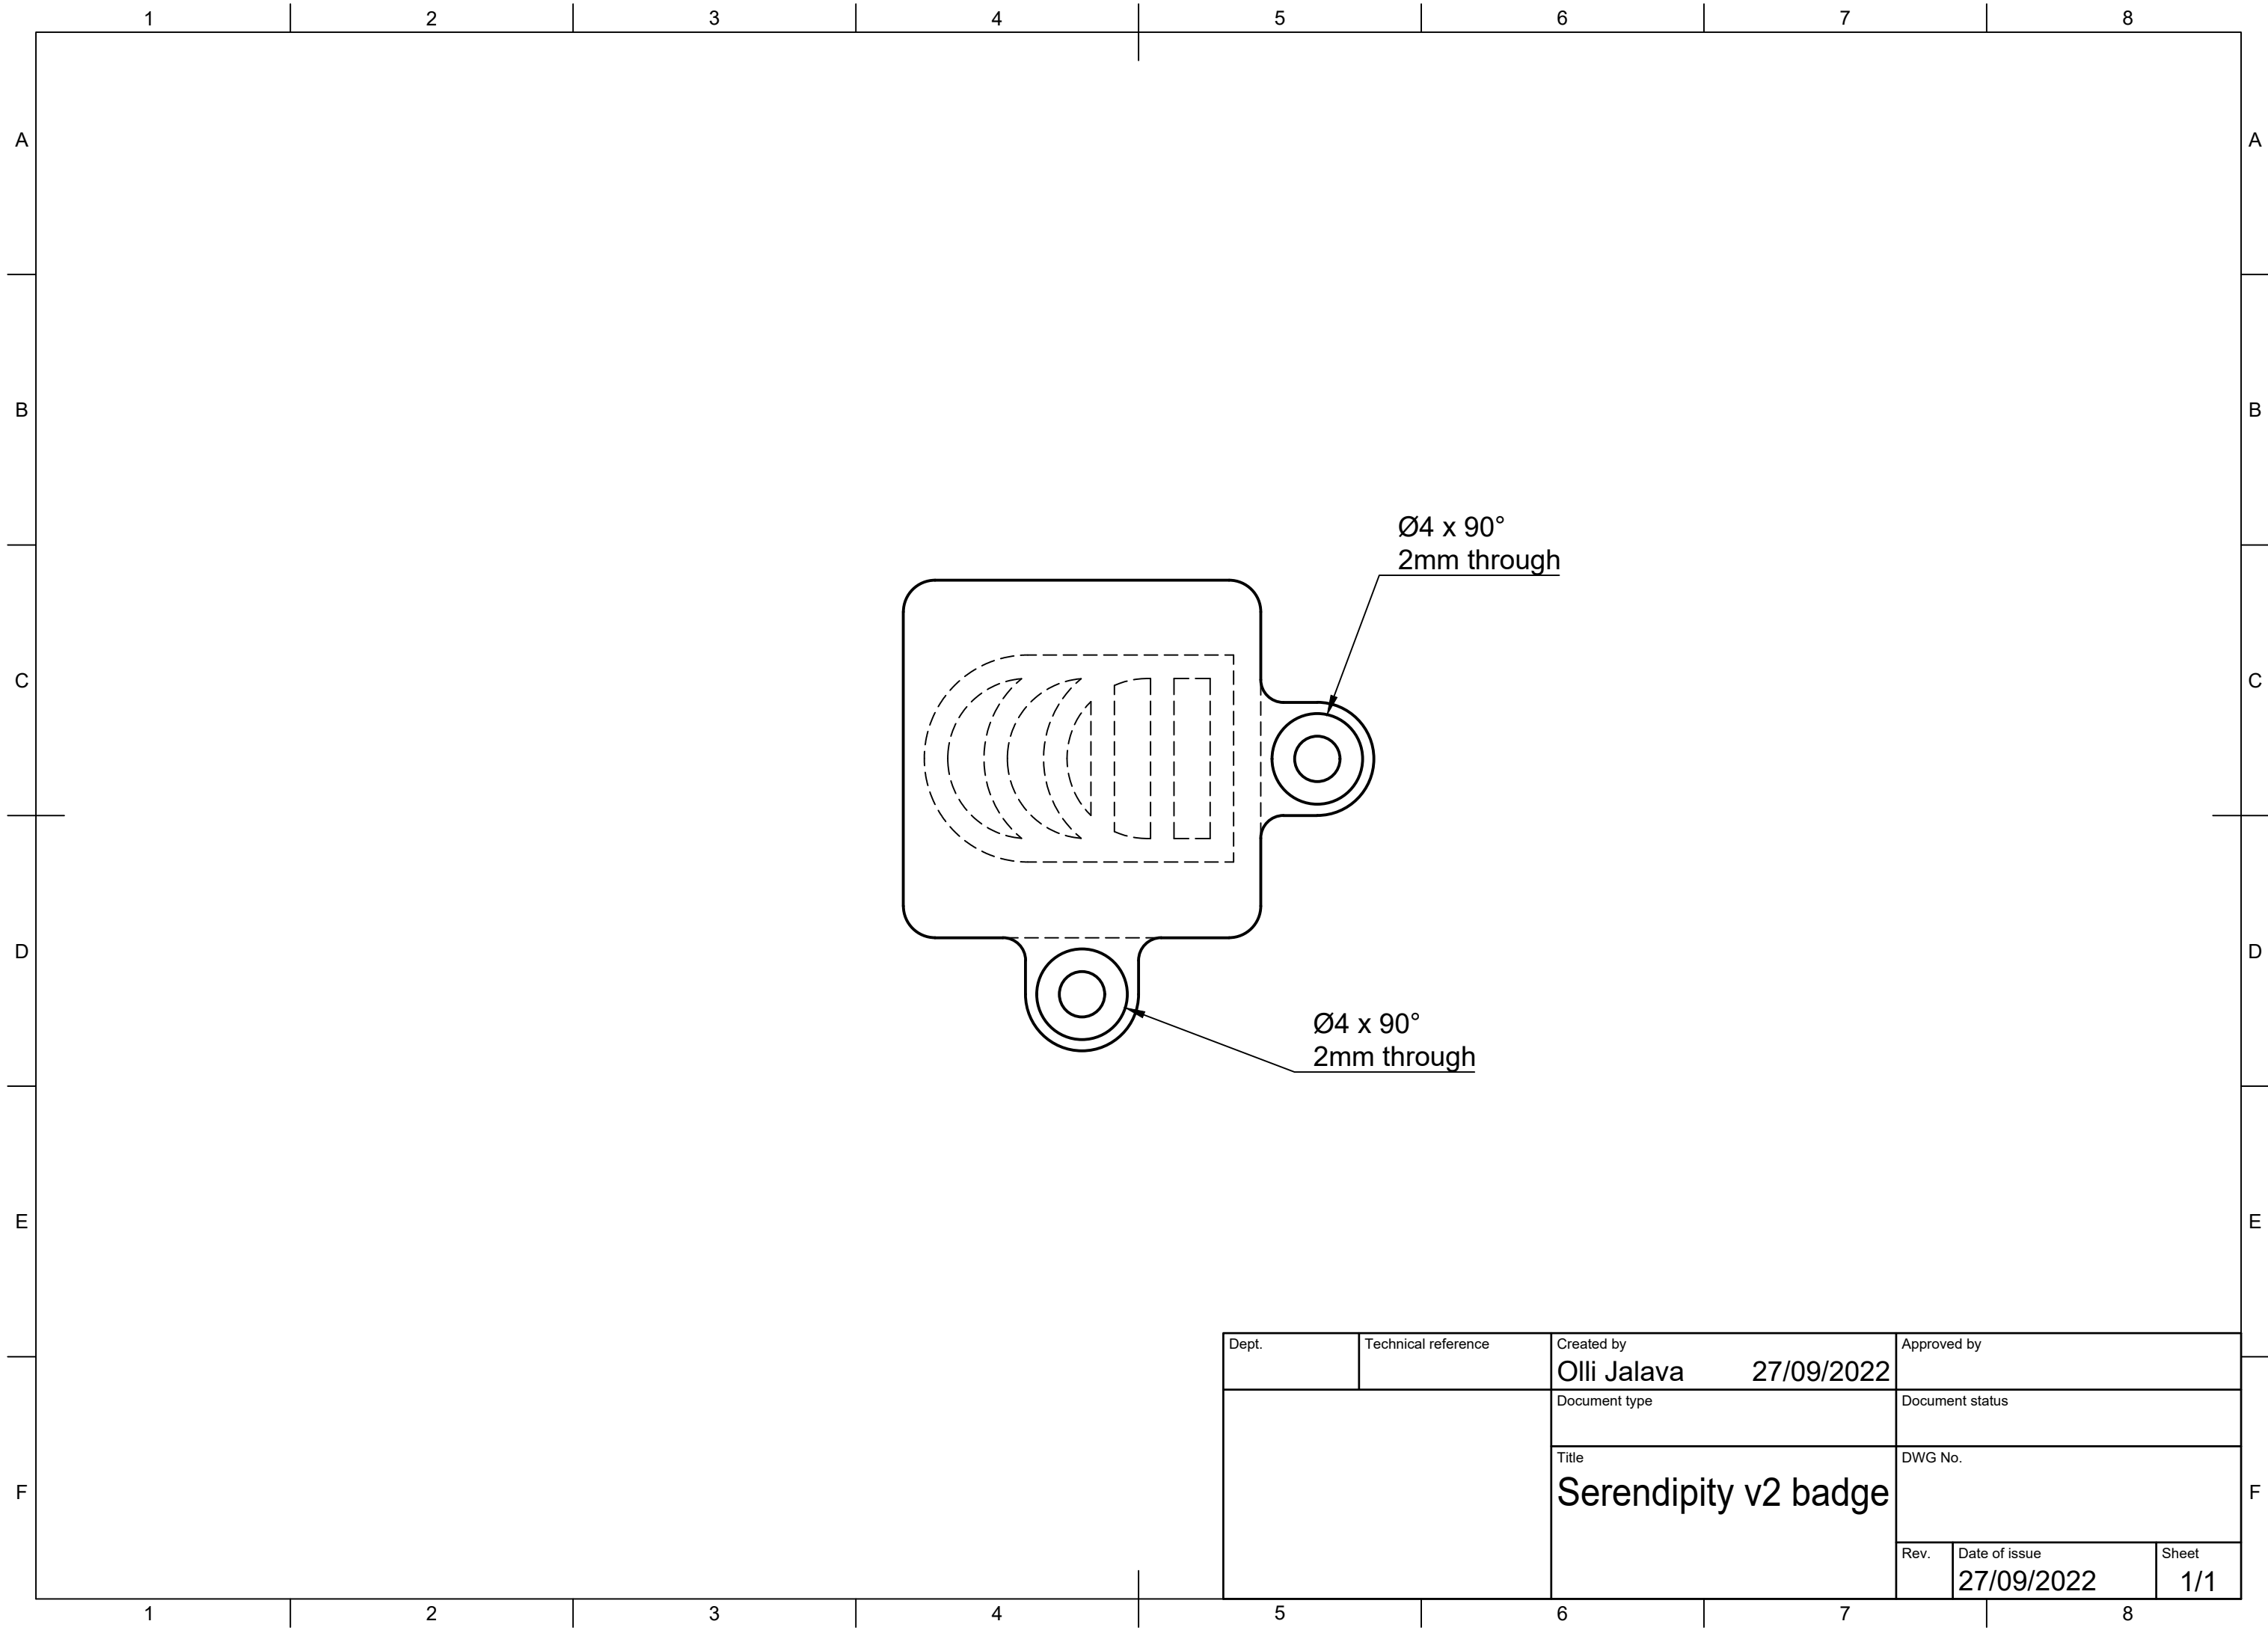 1 2 3 4 5 6 7 8
A A
B B
Ø4 x 90°
2mm through
C C
D D
Ø4 x 90°
2mm through
E E
Dept. Technical reference Created by Approved by
Olli Jalava 27/09/2022
Document type Document status
Title DWG No.
Serendipity v2 badge
F F
Rev. Date of issue Sheet
27/09/2022 1/1
1 2 3 4 5 6 7 8